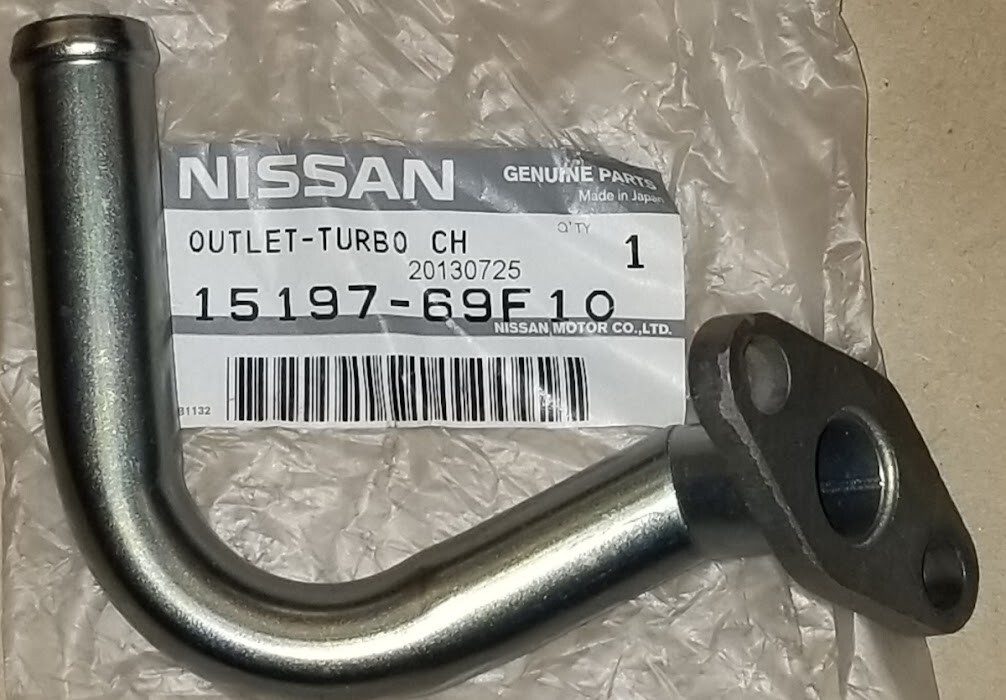 NISSAN GENUINE PARTS
Made in Japan
OUTLET-TURBO CH Q'TY 1
20130725
15197-69F10
NISSAN MOTOR CO.,LTD.
B1132